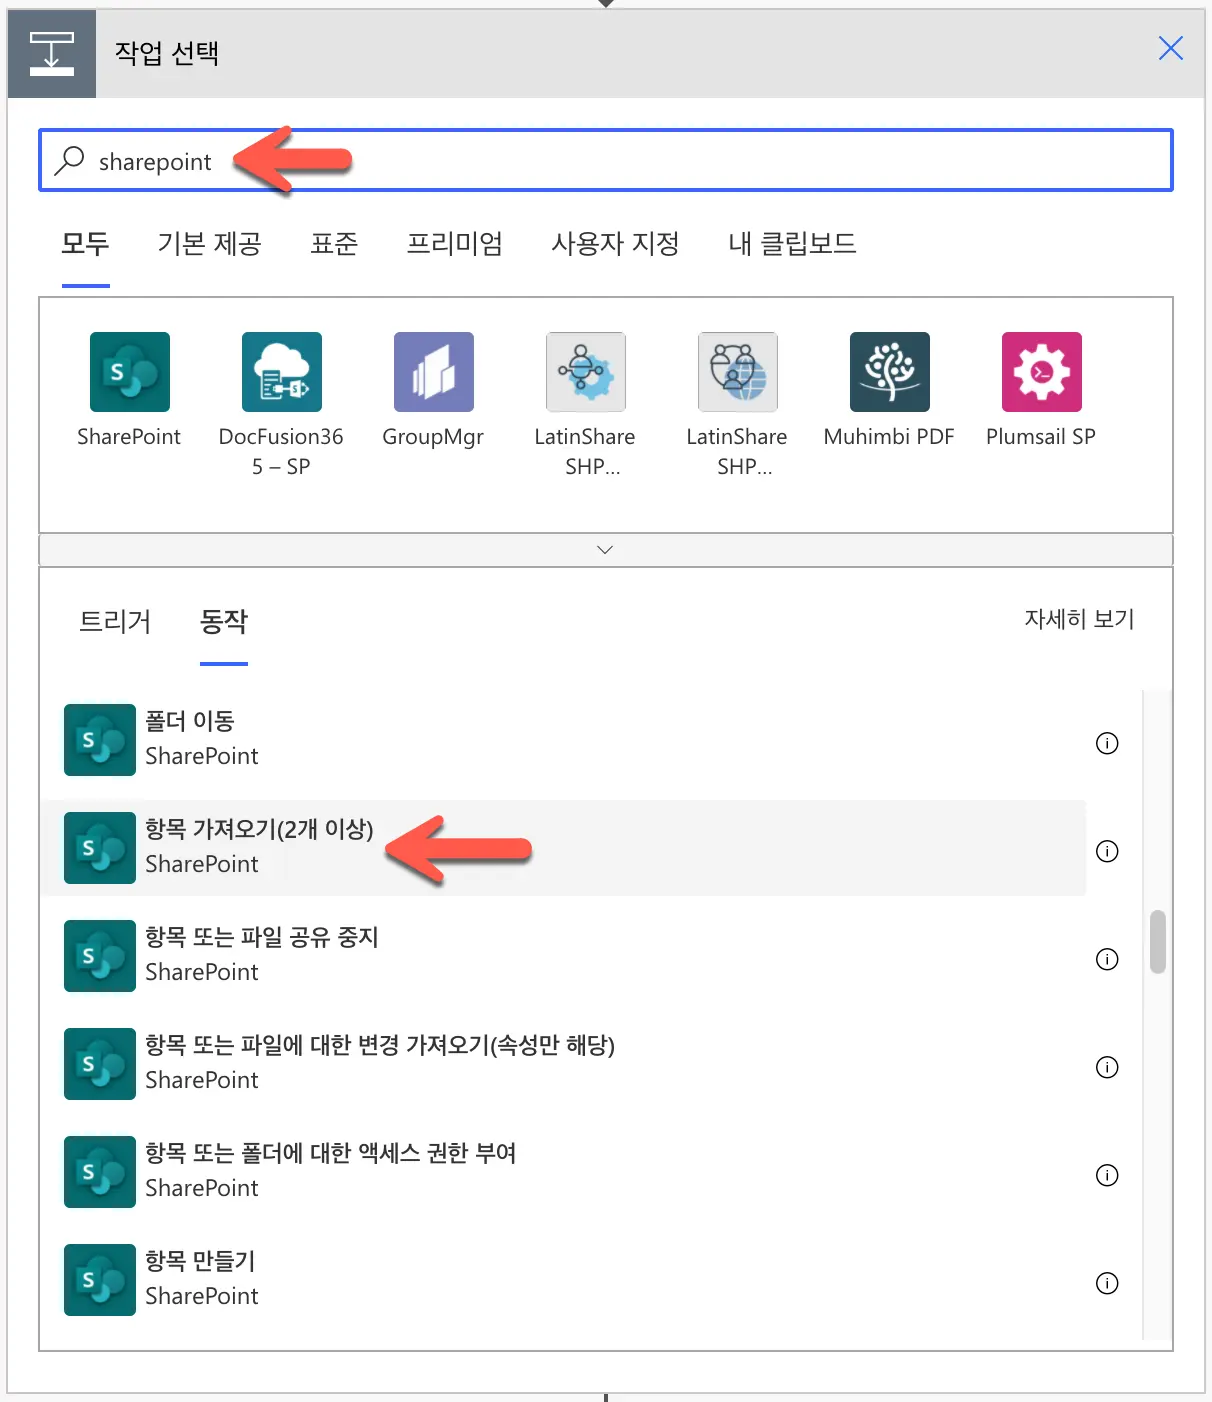 작업 선택
sharepoint
모두 기본 제공 표준 프리미엄 사용자 지정 내 클립보드
SharePoint
DocFusion36
5 – SP
GroupMgr
LatinShare
SHP...
LatinShare
SHP...
Muhimbi PDF
Plumsail SP
트리거 동작 자세히 보기
폴더 이동
SharePoint
항목 가져오기(2개 이상)
SharePoint
항목 또는 파일 공유 중지
SharePoint
항목 또는 파일에 대한 변경 가져오기(속성만 해당)
SharePoint
항목 또는 폴더에 대한 액세스 권한 부여
SharePoint
항목 만들기
SharePoint